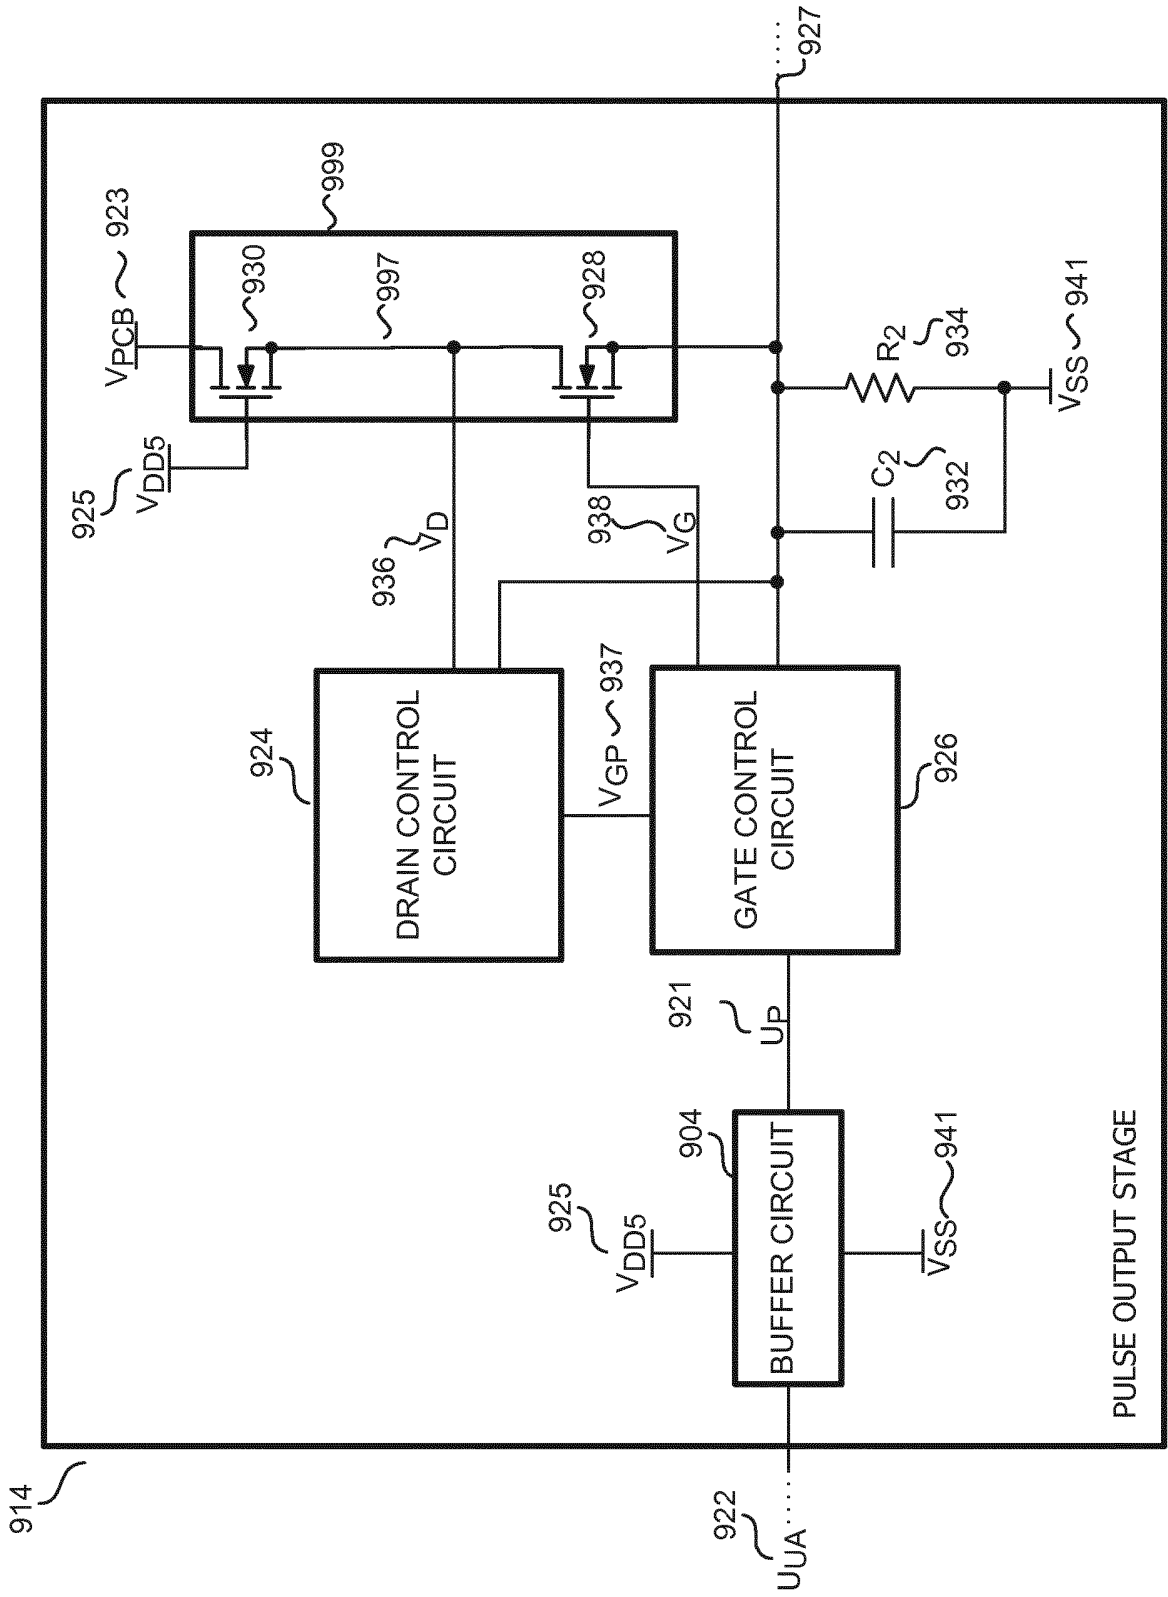 914
PULSE OUTPUT STAGE
UUA
922
BUFFER CIRCUIT
904
VDD5
925
VSS
941
UP
921
GATE CONTROL
CIRCUIT
926
DRAIN CONTROL
CIRCUIT
924
VGP
937
VD
936
VG
938
VDD5
925
VPCB
923
930
997
928
999
C2
932
R2
934
VSS
941
927